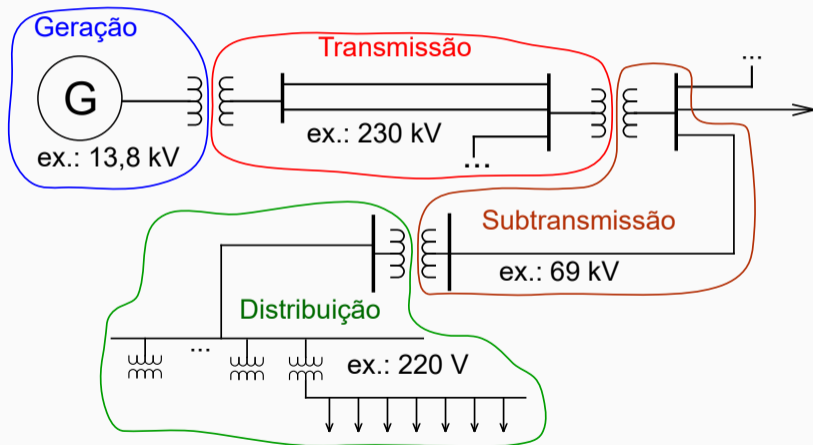 Geração
G
ex.: 13,8 kV
Transmissão
ex.: 230 kV
...
...
Subtransmissão
ex.: 69 kV
Distribuição
...
ex.: 220 V